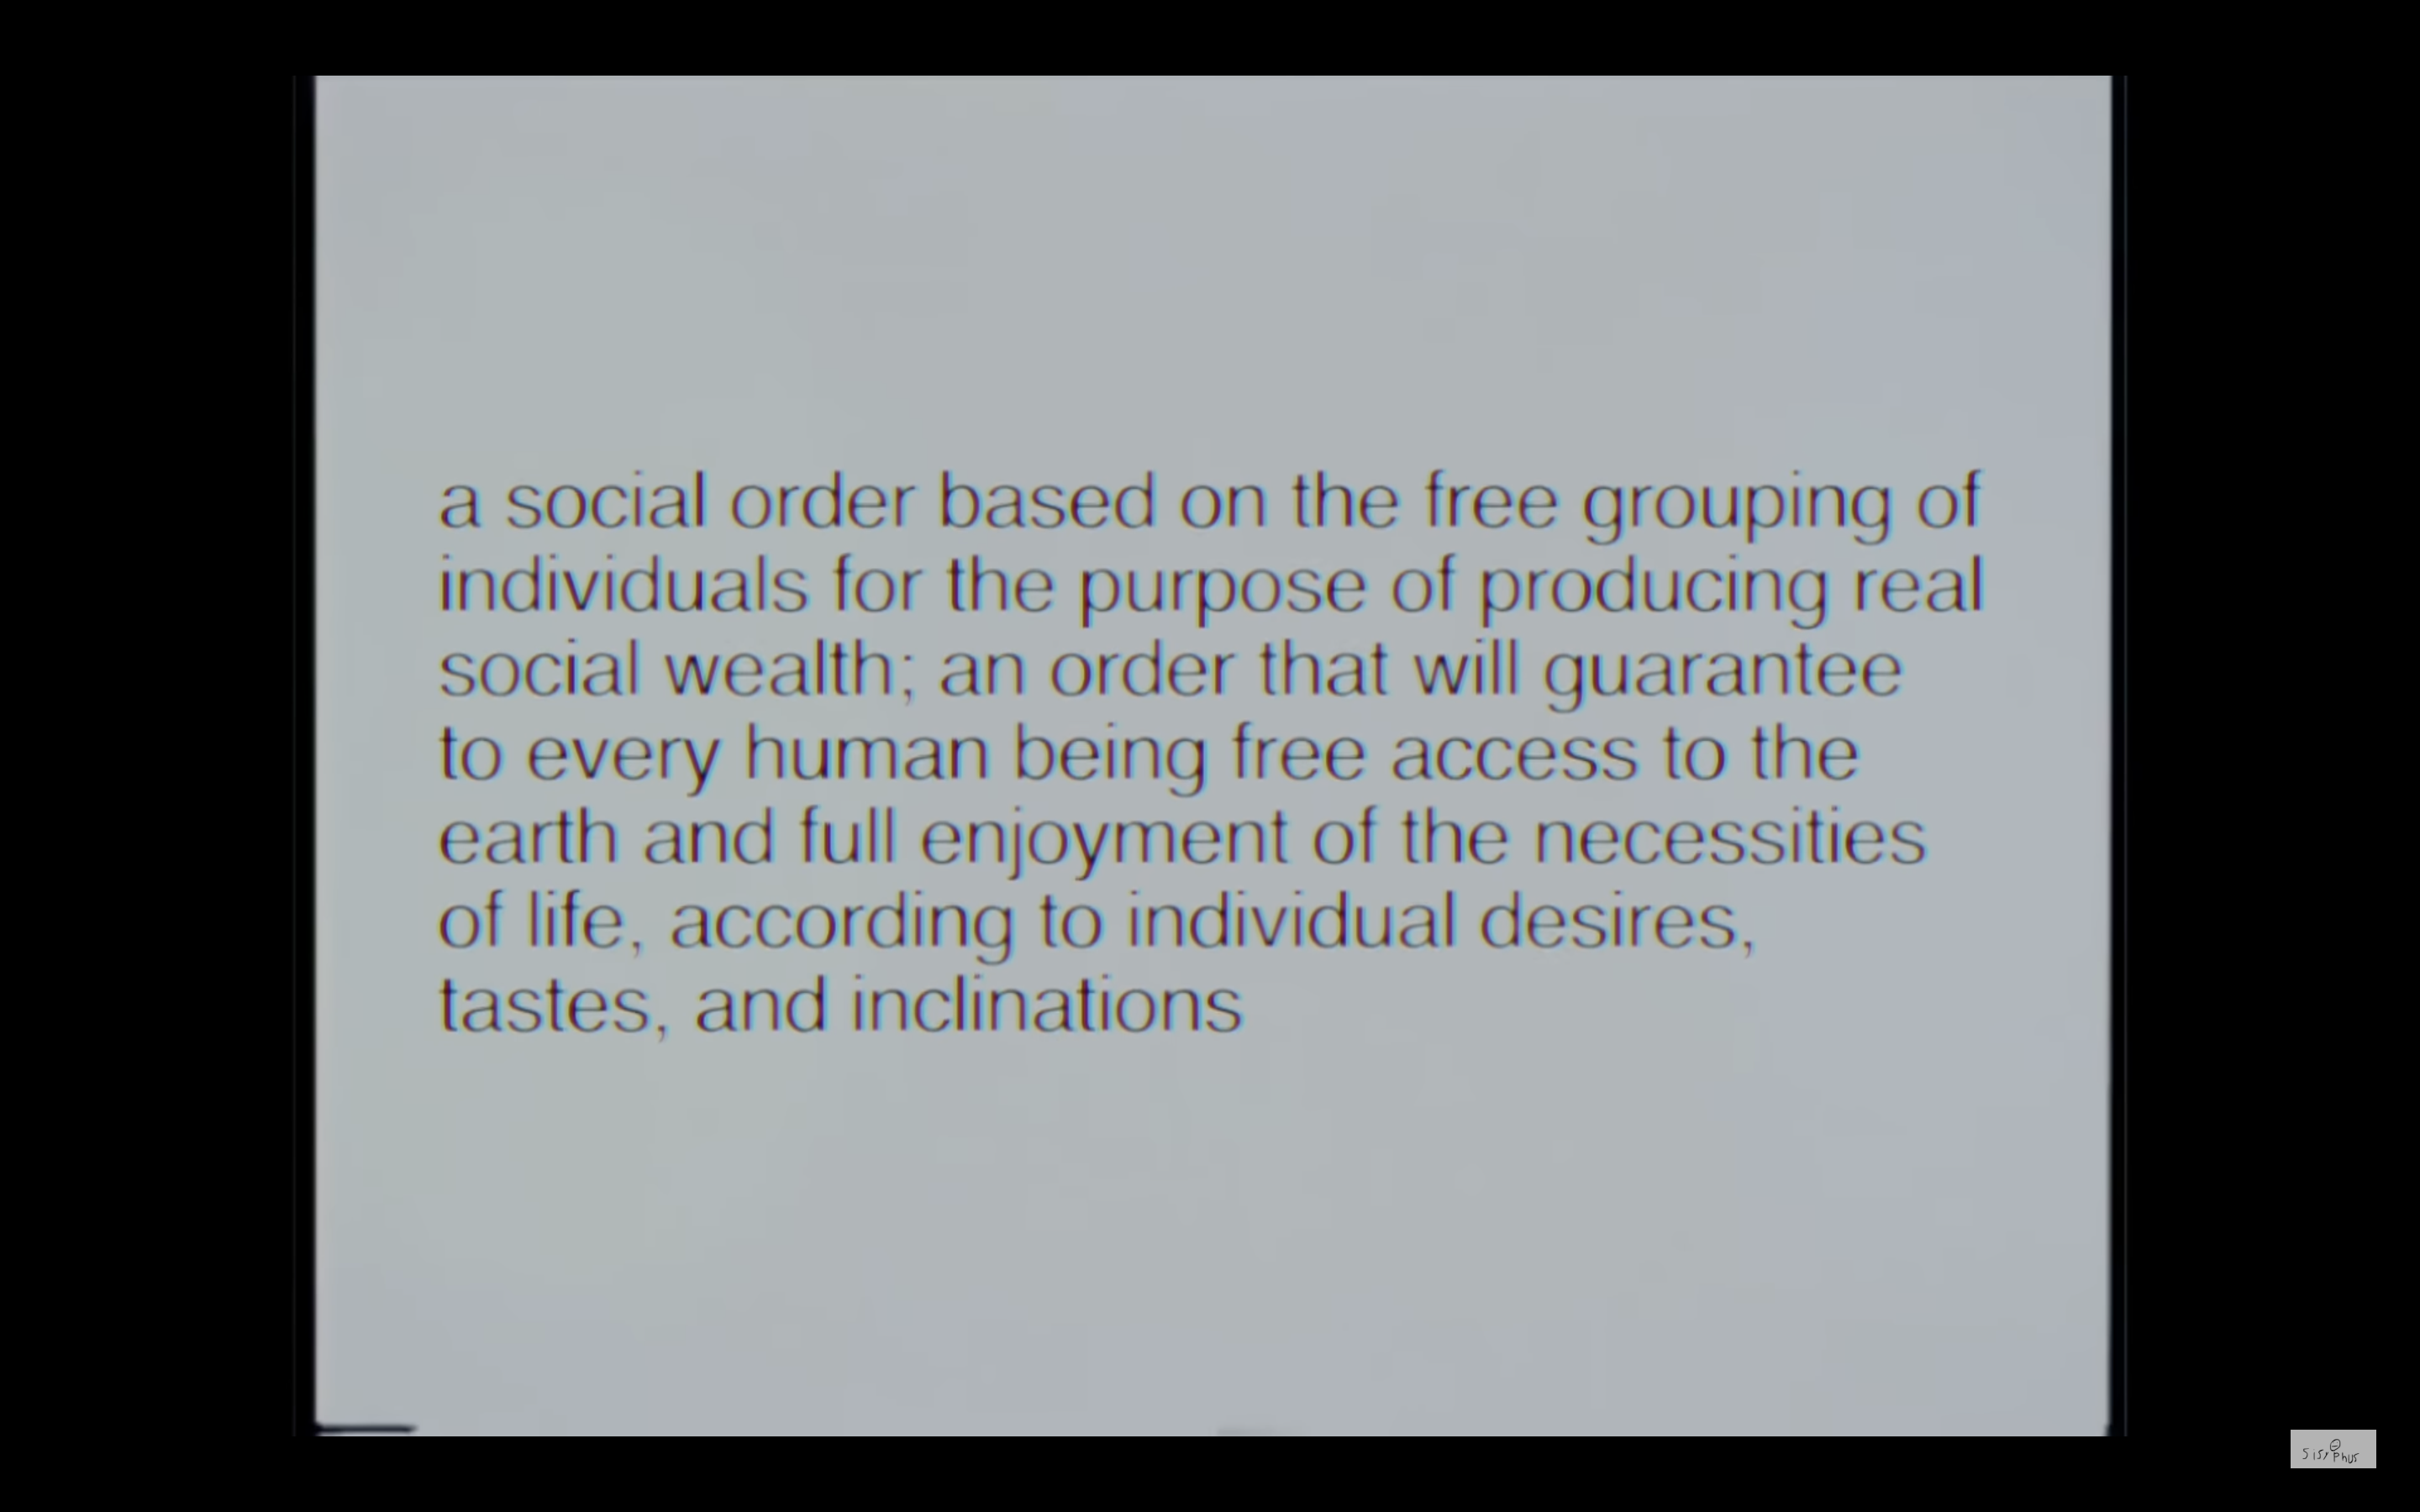 a social order based on the free grouping of
individuals for the purpose of producing real
social wealth; an order that will guarantee
to every human being free access to the
earth and full enjoyment of the necessities
of life, according to individual desires,
tastes, and inclinations
SisyPhus